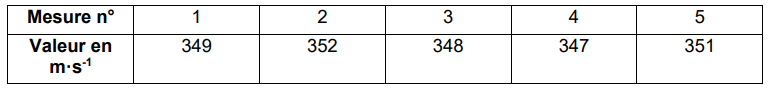 Mesure n° 1 2 3 4 5
Valeur en 349 352 348 347 351
m·s⁻¹